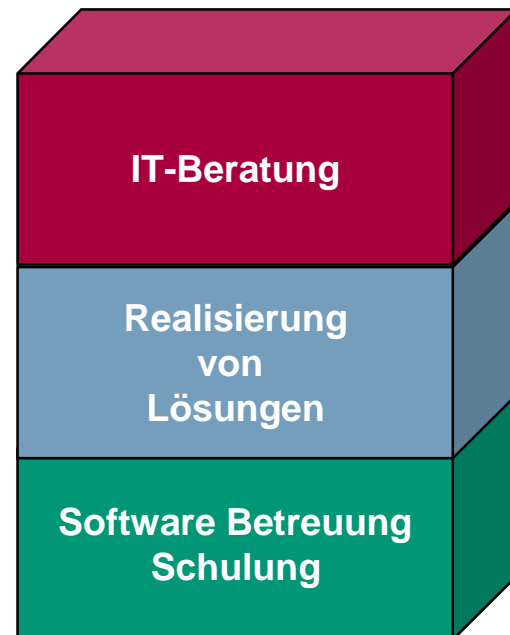 IT-Beratung
Realisierung
von
Lösungen
Software Betreuung
Schulung